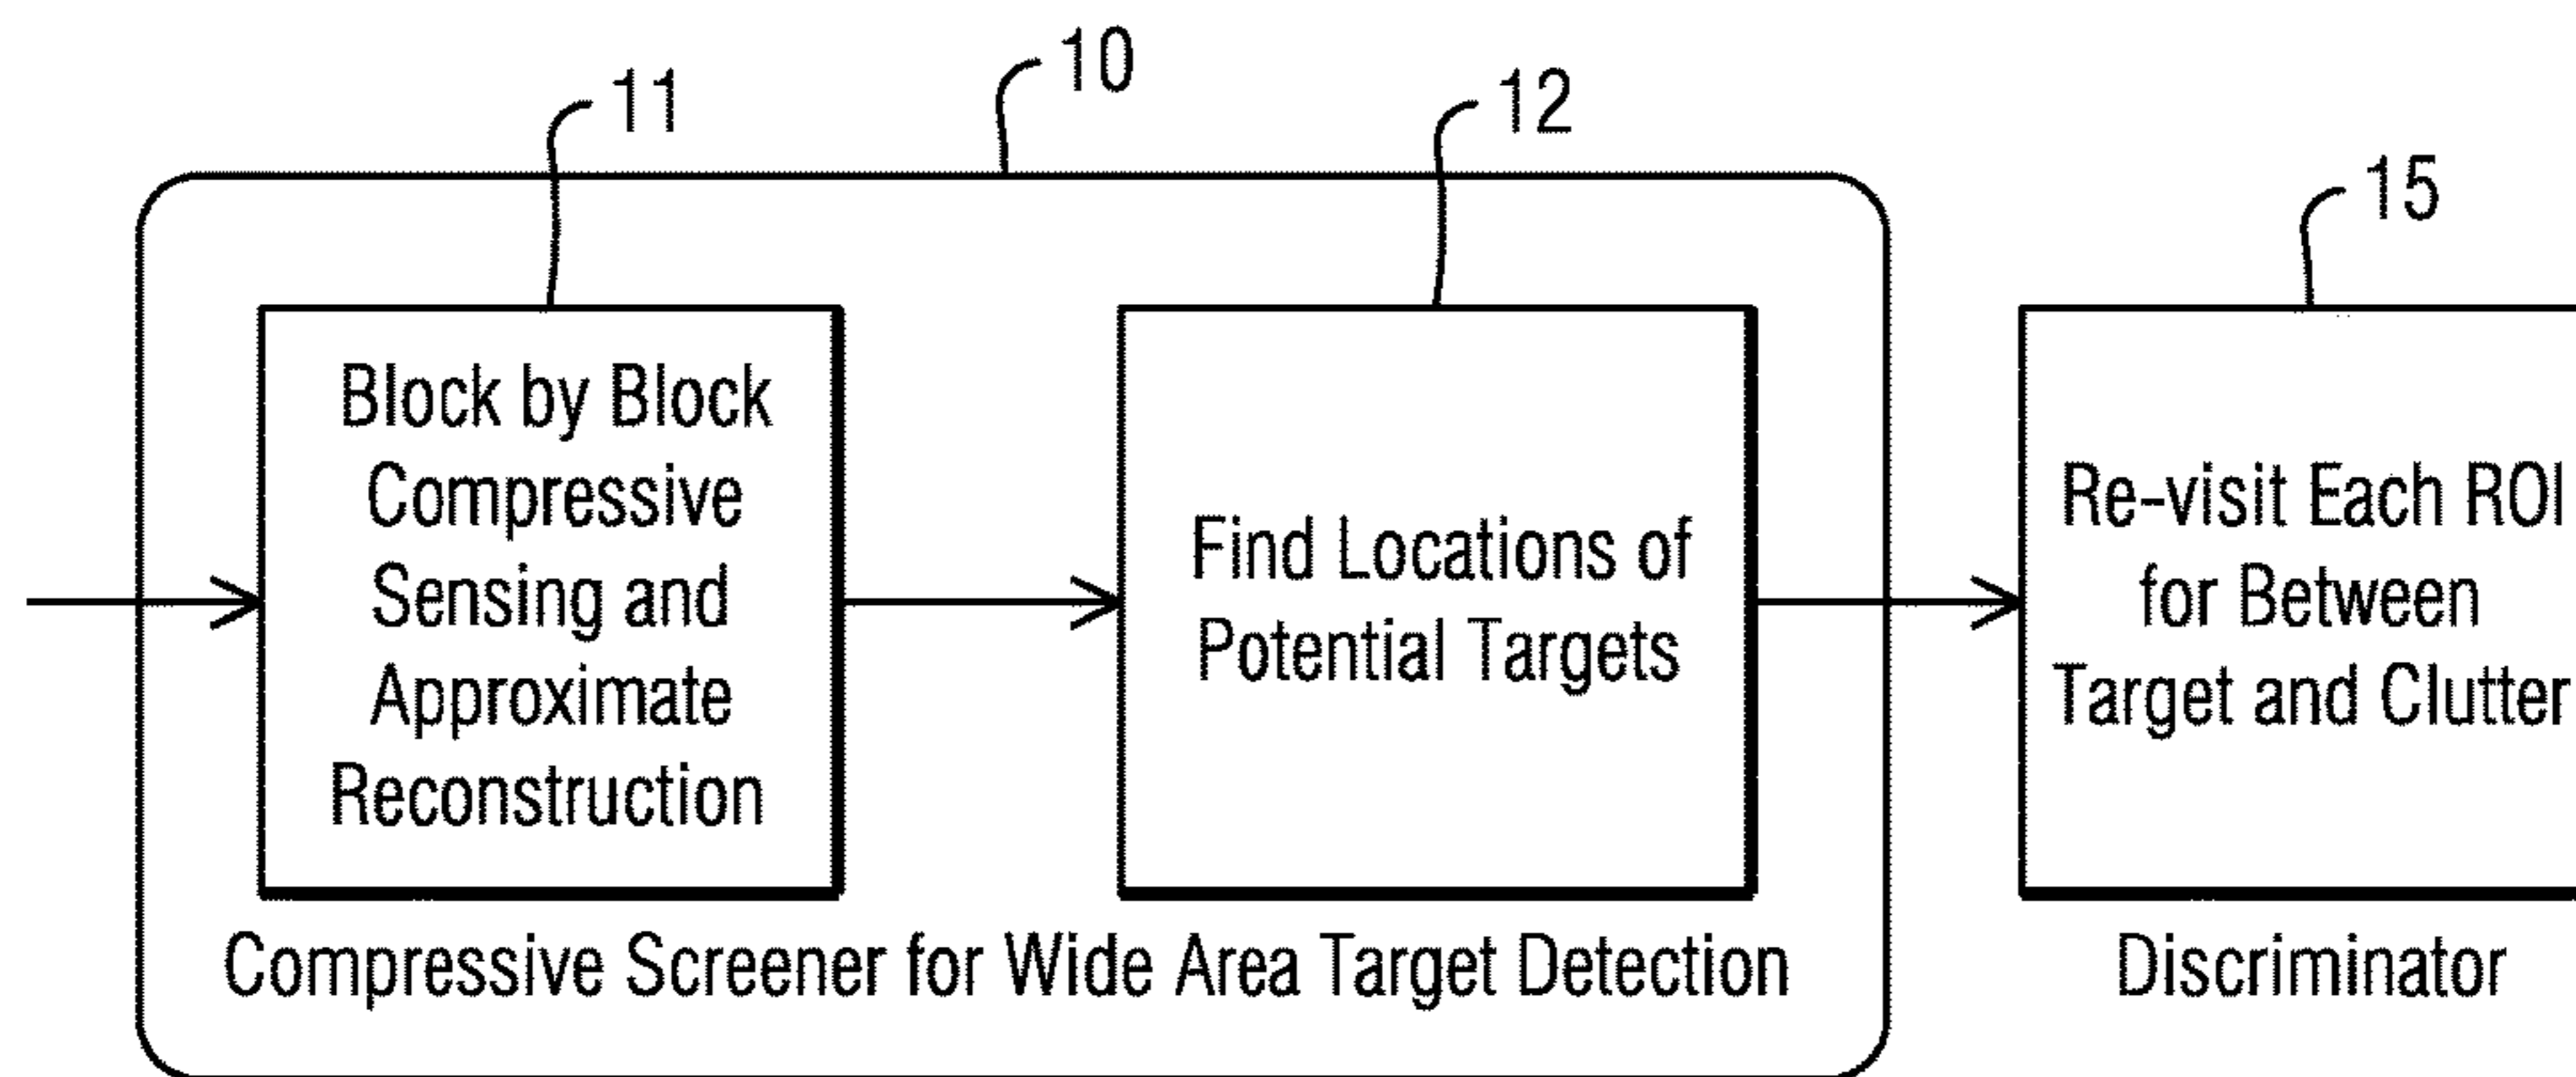 10
11
12
15
Block by Block
Compressive
Sensing and
Approximate
Reconstruction
Find Locations of
Potential Targets
Re-visit Each ROI
for Between
Target and Clutter
Compressive Screener for Wide Area Target Detection
Discriminator